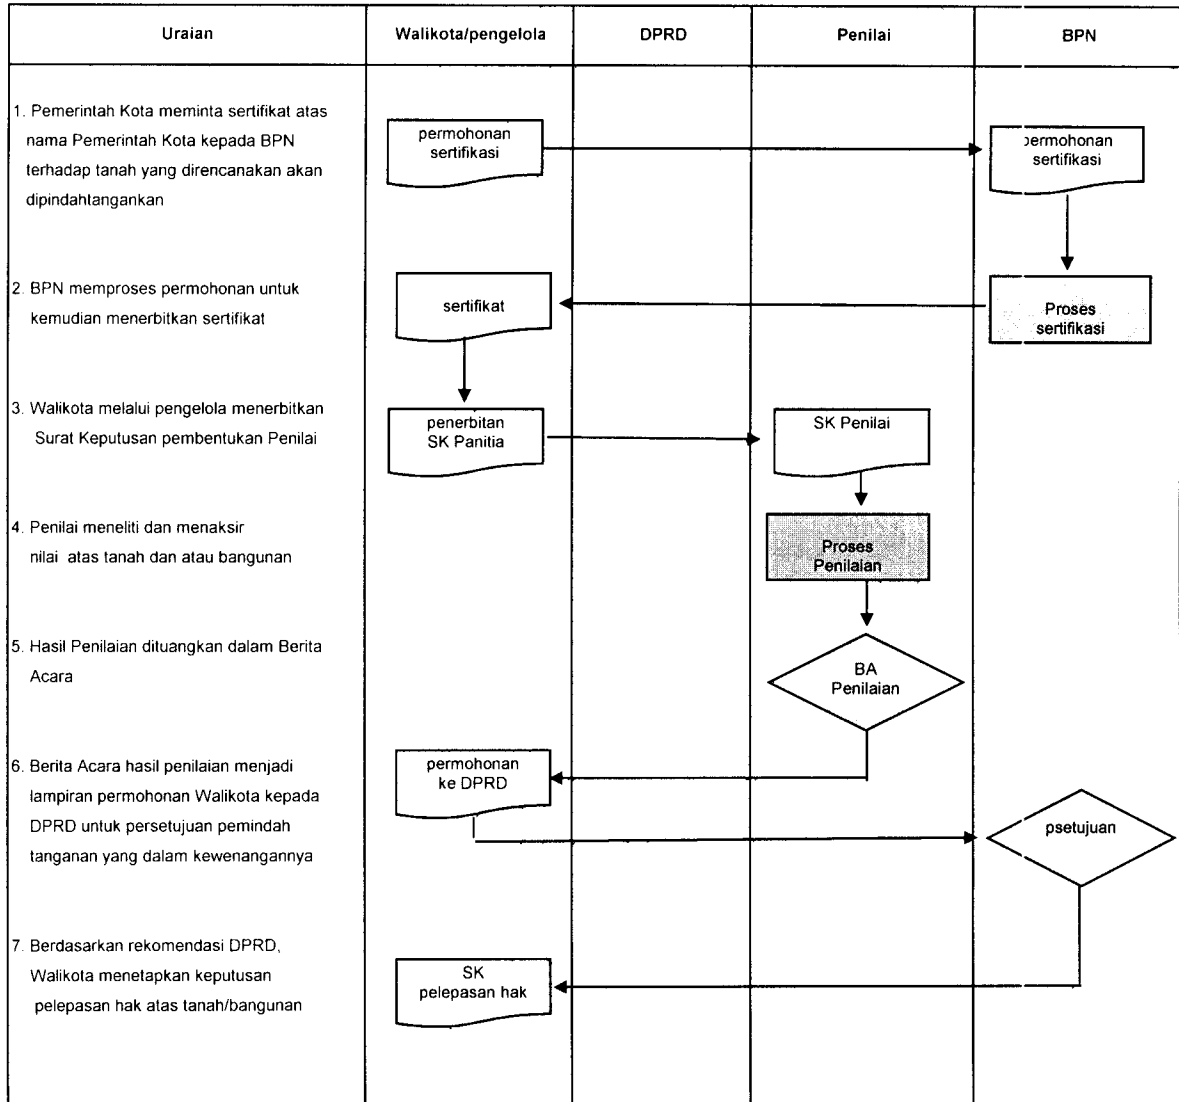 Uraian
Walikota/pengelola
DPRD
Penilai
BPN
1. Pemerintah Kota meminta sertifikat atas
nama Pemerintah Kota kepada BPN
terhadap tanah yang direncanakan akan
dipindahtangankan
permohonan
sertifikasi
permohonan
sertifikasi
2. BPN memproses permohonan untuk
kemudian menerbitkan sertifikat
sertifikat
Proses
sertifikasi
3. Walikota melalui pengelola menerbitkan
Surat Keputusan pembentukan Penilai
penerbitan
SK Panitia
SK Penilai
4. Penilai meneliti dan menaksir
nilai atas tanah dan atau bangunan
Proses
Penilaian
5. Hasil Penilaian dituangkan dalam Berita
Acara
BA
Penilaian
6. Berita Acara hasil penilaian menjadi
lampiran permohonan Walikota kepada
DPRD untuk persetujuan pemindah
tanganan yang dalam kewenangannya
permohonan
ke DPRD
psetujuan
7. Berdasarkan rekomendasi DPRD,
Walikota menetapkan keputusan
pelepasan hak atas tanah/bangunan
SK
pelepasan hak